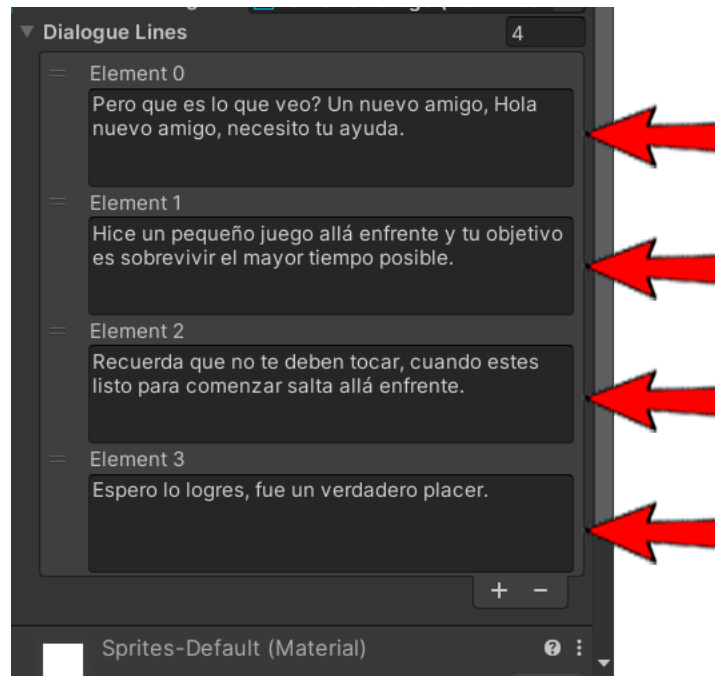 Dialogue Lines
4
Element 0
Pero que es lo que veo? Un nuevo amigo, Hola
nuevo amigo, necesito tu ayuda.
Element 1
Hice un pequeño juego allá enfrente y tu objetivo
es sobrevivir el mayor tiempo posible.
Element 2
Recuerda que no te deben tocar, cuando estes
listo para comenzar salta allá enfrente.
Element 3
Espero lo logres, fue un verdadero placer.
+ -
Sprites-Default (Material)